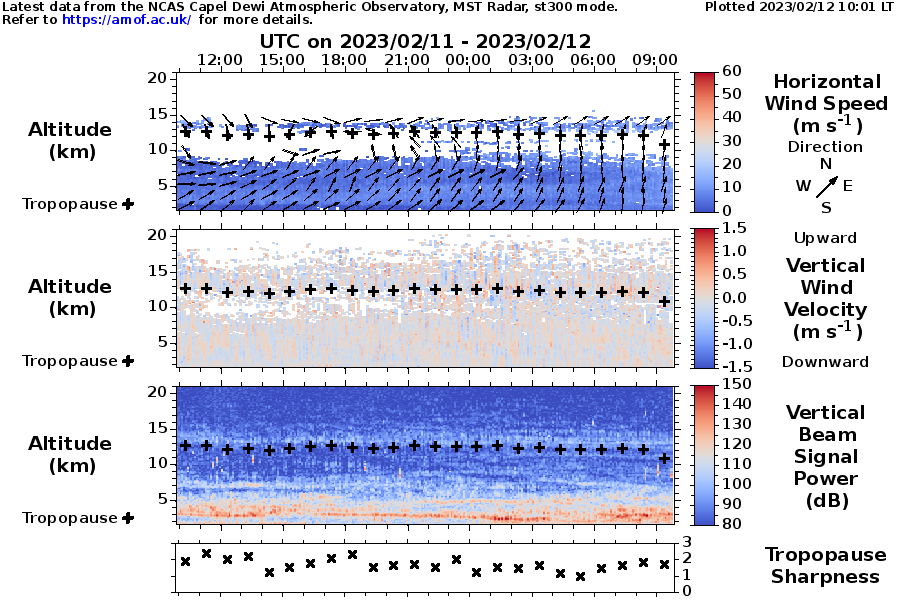 Latest data from the NCAS Capel Dewi Atmospheric Observatory, MST Radar, st300 mode.
Plotted 2023/02/12 10:01 LT
Refer to https://amof.ac.uk/ for more details.
UTC on 2023/02/11 - 2023/02/12
12:00 15:00 18:00 21:00 00:00 03:00 06:00 09:00
20
15
10
5
Altitude
(km)
Tropopause
60
50
40
30
20
10
0
Horizontal
Wind Speed
(m s-1)
Direction
N
W E
S
20
15
10
5
Altitude
(km)
Tropopause
1.5
1.0
0.5
0.0
-0.5
-1.0
-1.5
Upward
Vertical
Wind
Velocity
(m s-1)
Downward
20
15
10
5
Altitude
(km)
Tropopause
150
140
130
120
110
100
90
80
Vertical
Beam
Signal
Power
(dB)
3
2
1
0
Tropopause
Sharpness